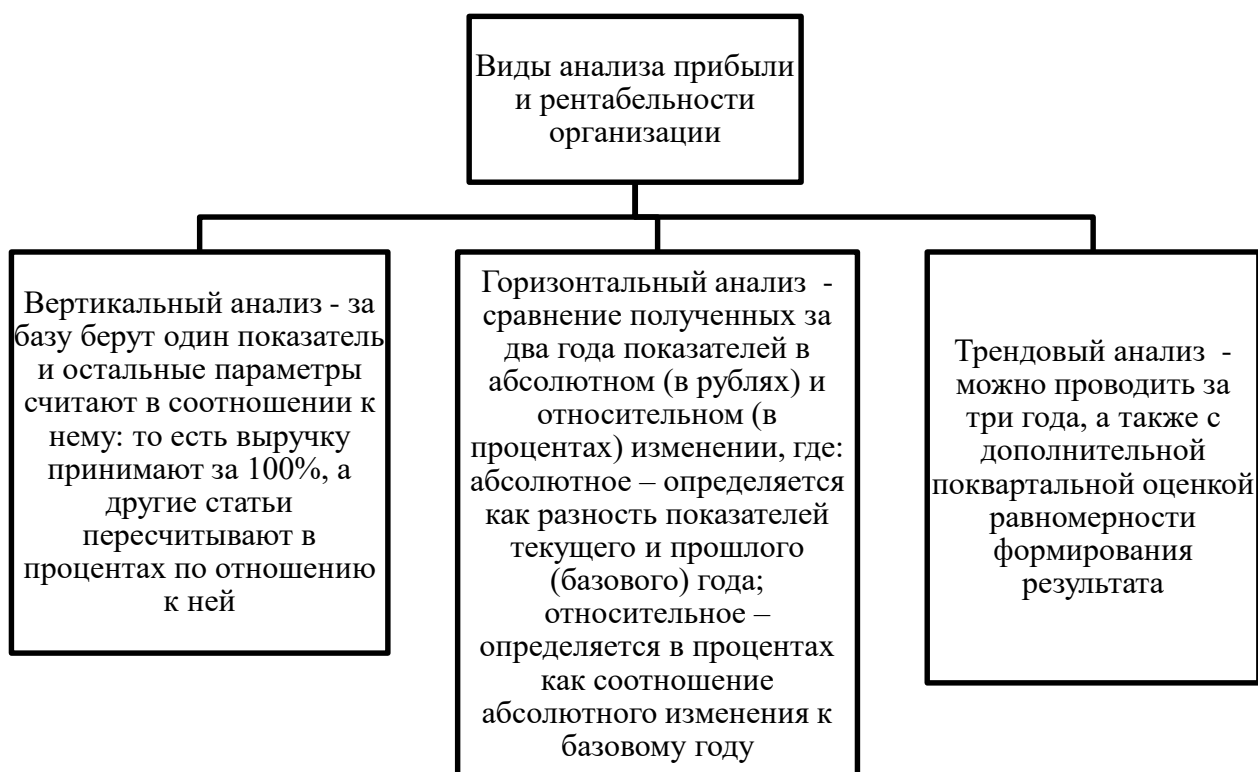 Виды анализа прибыли
и рентабельности
организации
Вертикальный анализ - за
базу берут один показатель
и остальные параметры
считают в соотношении к
нему: то есть выручку
принимают за 100%, а
другие статьи
пересчитывают в
процентах по отношению
к ней
Горизонтальный анализ -
сравнение полученных за
два года показателей в
абсолютном (в рублях) и
относительном (в
процентах) изменении, где:
абсолютное – определяется
как разность показателей
текущего и прошлого
(базового) года;
относительное –
определяется в процентах
как соотношение
абсолютного изменения к
базовому году
Трендовый анализ -
можно проводить за
три года, а также с
дополнительной
поквартальной оценкой
равномерности
формирования
результата